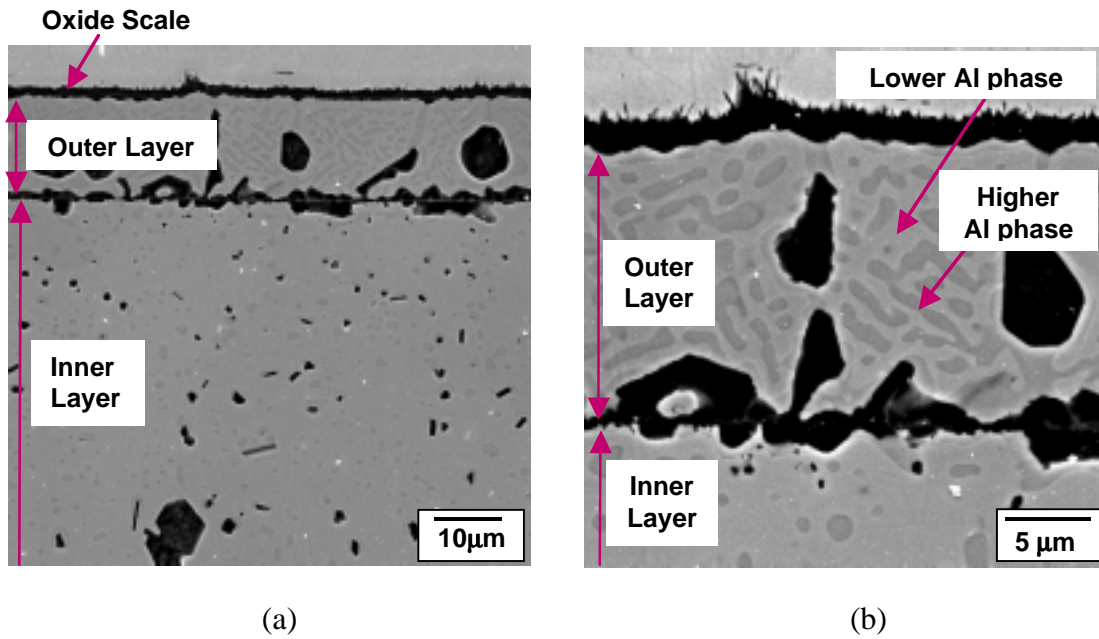 Oxide Scale
Outer Layer
Inner
Layer
10μm
(a)
Lower Al phase
Higher
Al phase
Outer
Layer
Inner
Layer
5 μm
(b)